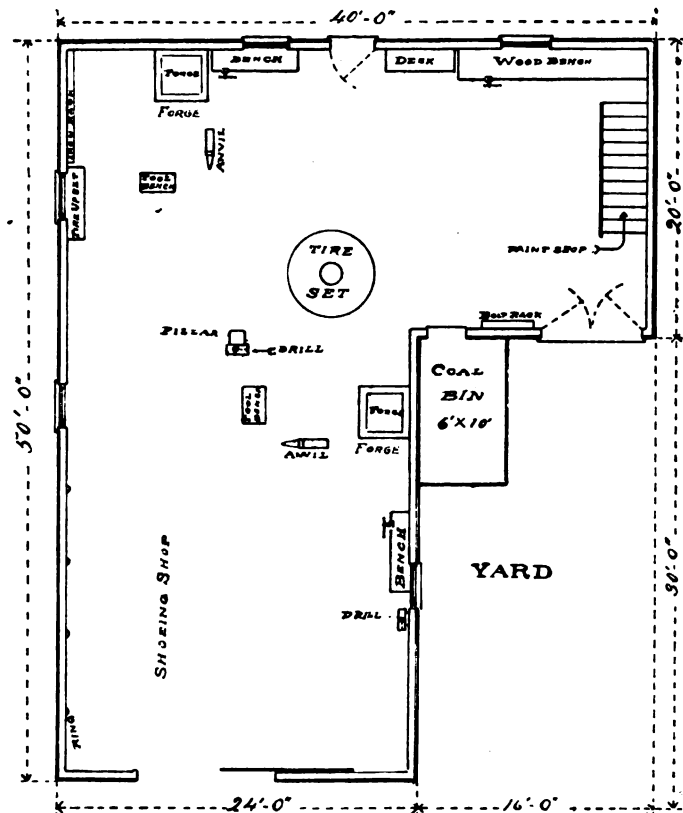 40'-0"
BENCH
DESK
WOOD BENCH
FORGE
ANVIL
TOOL
BENCH
TIRE UPSET
20'-0"
TIRE
SET
PAINT SHOP
BOLT RACK
PILLAR
DRILL
COAL
BIN
6'X10'
TOOL
BENCH
FORGE
ANVIL
50'-0"
BENCH
YARD
30'-0"
SHOEING SHOP
DRILL
RING
24'-0"
16'-0"